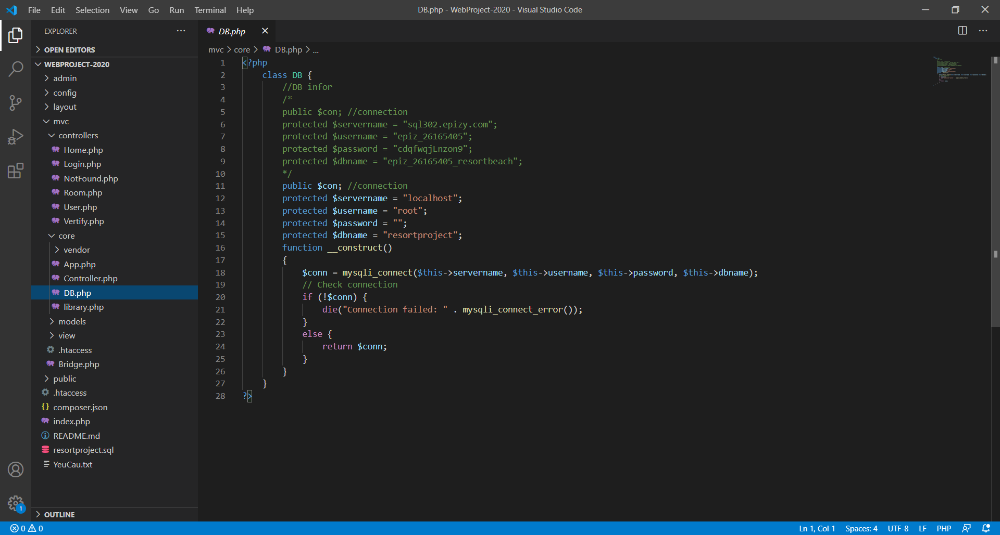 File Edit Selection View Go Run Terminal Help
DB.php - WebProject-2020 - Visual Studio Code
EXPLORER
OPEN EDITORS
WEBPROJECT-2020
admin
config
layout
mvc
controllers
Home.php
Login.php
NotFound.php
Room.php
User.php
Vertify.php
core
vendor
App.php
Controller.php
DB.php
library.php
models
view
.htaccess
Bridge.php
public
.htaccess
composer.json
index.php
README.md
resortproject.sql
YeuCau.txt
OUTLINE
DB.php
mvc > core > DB.php > ...
1 <?php
2 class DB {
3 //DB infor
4 /*
5 public $con; //connection
6 protected $servername = "sql302.epizy.com";
7 protected $username = "epiz_26165405";
8 protected $password = "cdqfwqjLnzon9";
9 protected $dbname = "epiz_26165405_resortbeach";
10 */
11 public $con; //connection
12 protected $servername = "localhost";
13 protected $username = "root";
14 protected $password = "";
15 protected $dbname = "resortproject";
16 function __construct()
17 {
18 $conn = mysqli_connect($this->servername, $this->username, $this->password, $this->dbname);
19 // Check connection
20 if (!$conn) {
21 die("Connection failed: " . mysqli_connect_error());
22 }
23 else {
24 return $conn;
25 }
26 }
27 }
28 ?>
1
0 0
Ln 1, Col 1 Spaces: 4 UTF-8 LF PHP